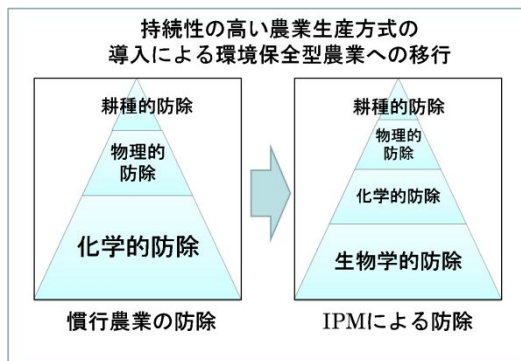 持続性の高い農業生産方式の
導入による環境保全型農業への移行
耕種的防除
物理的
防除
化学的防除
慣行農業の防除
耕種的防除
物理的
防除
化学的防除
生物学的防除
IPMによる防除